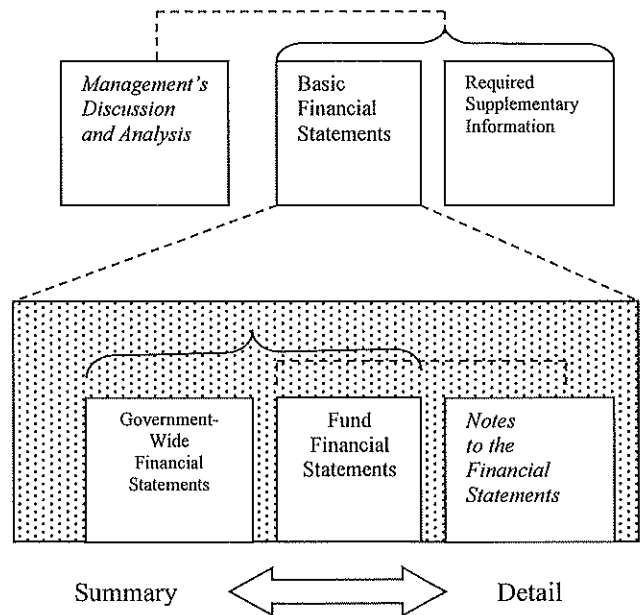 Management's
Discussion
and Analysis
Basic
Financial
Statements
Required
Supplementary
Information
Government-
Wide
Financial
Statements
Fund
Financial
Statements
Notes
to the
Financial
Statements
Summary
Detail